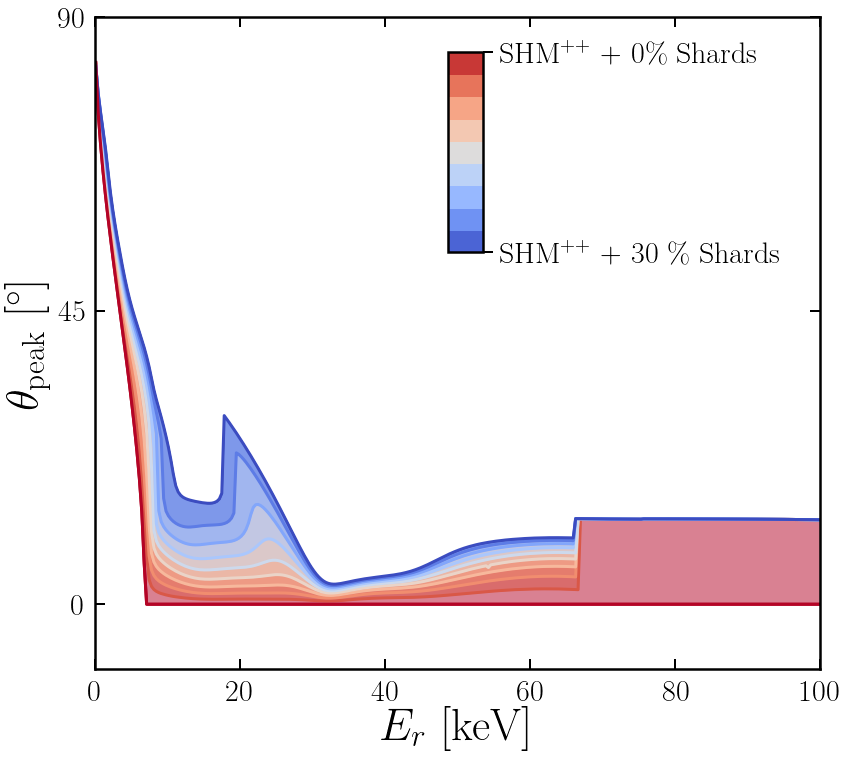 90
SHM++ + 0% Shards
SHM++ + 30 % Shards
θpeak [°]
45
0
0 20 40 60 80 100
Er [keV]